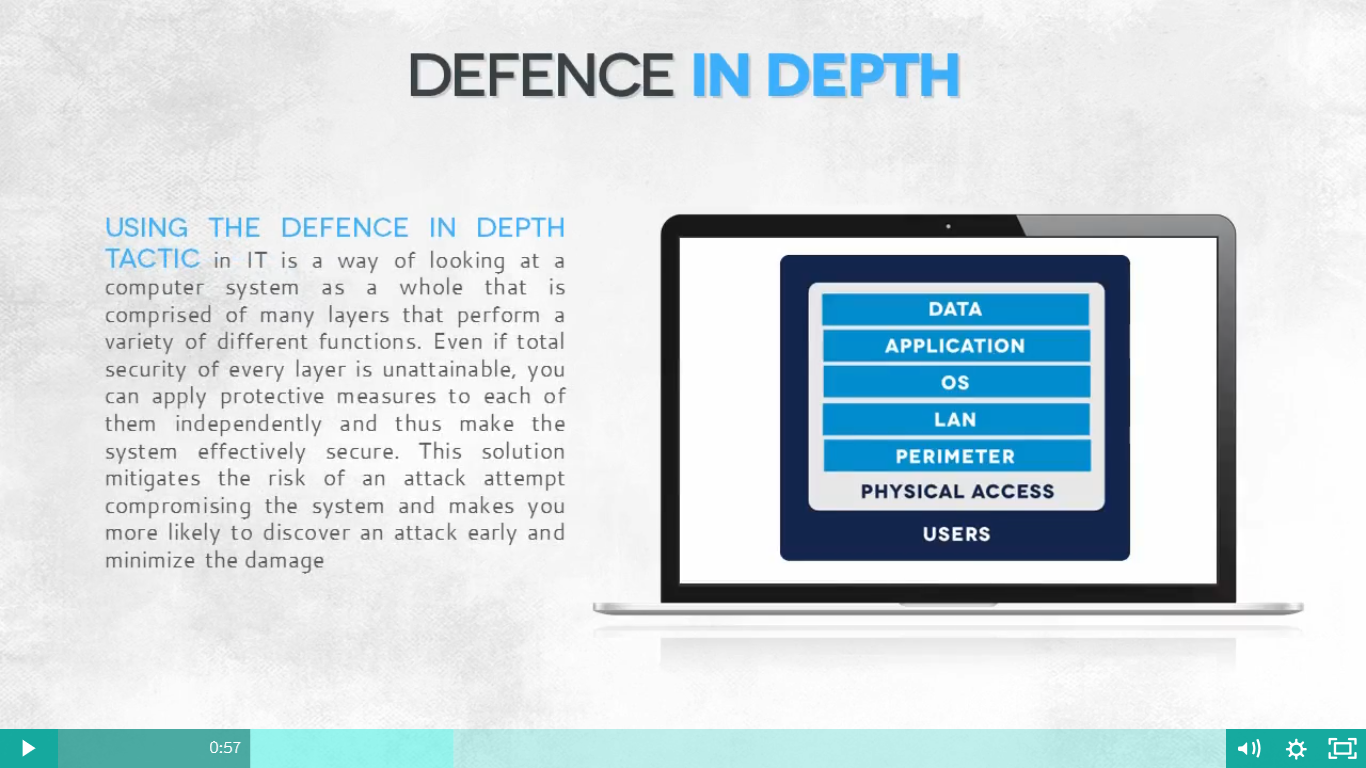 DEFENCE IN DEPTH
USING THE DEFENCE IN DEPTH
TACTIC in IT is a way of looking at a
computer system as a whole that is
comprised of many layers that perform a
variety of different functions. Even if total
security of every layer is unattainable, you
can apply protective measures to each of
them independently and thus make the
system effectively secure. This solution
mitigates the risk of an attack attempt
compromising the system and makes you
more likely to discover an attack early and
minimize the damage
DATA
APPLICATION
OS
LAN
PERIMETER
PHYSICAL ACCESS
USERS
0:57